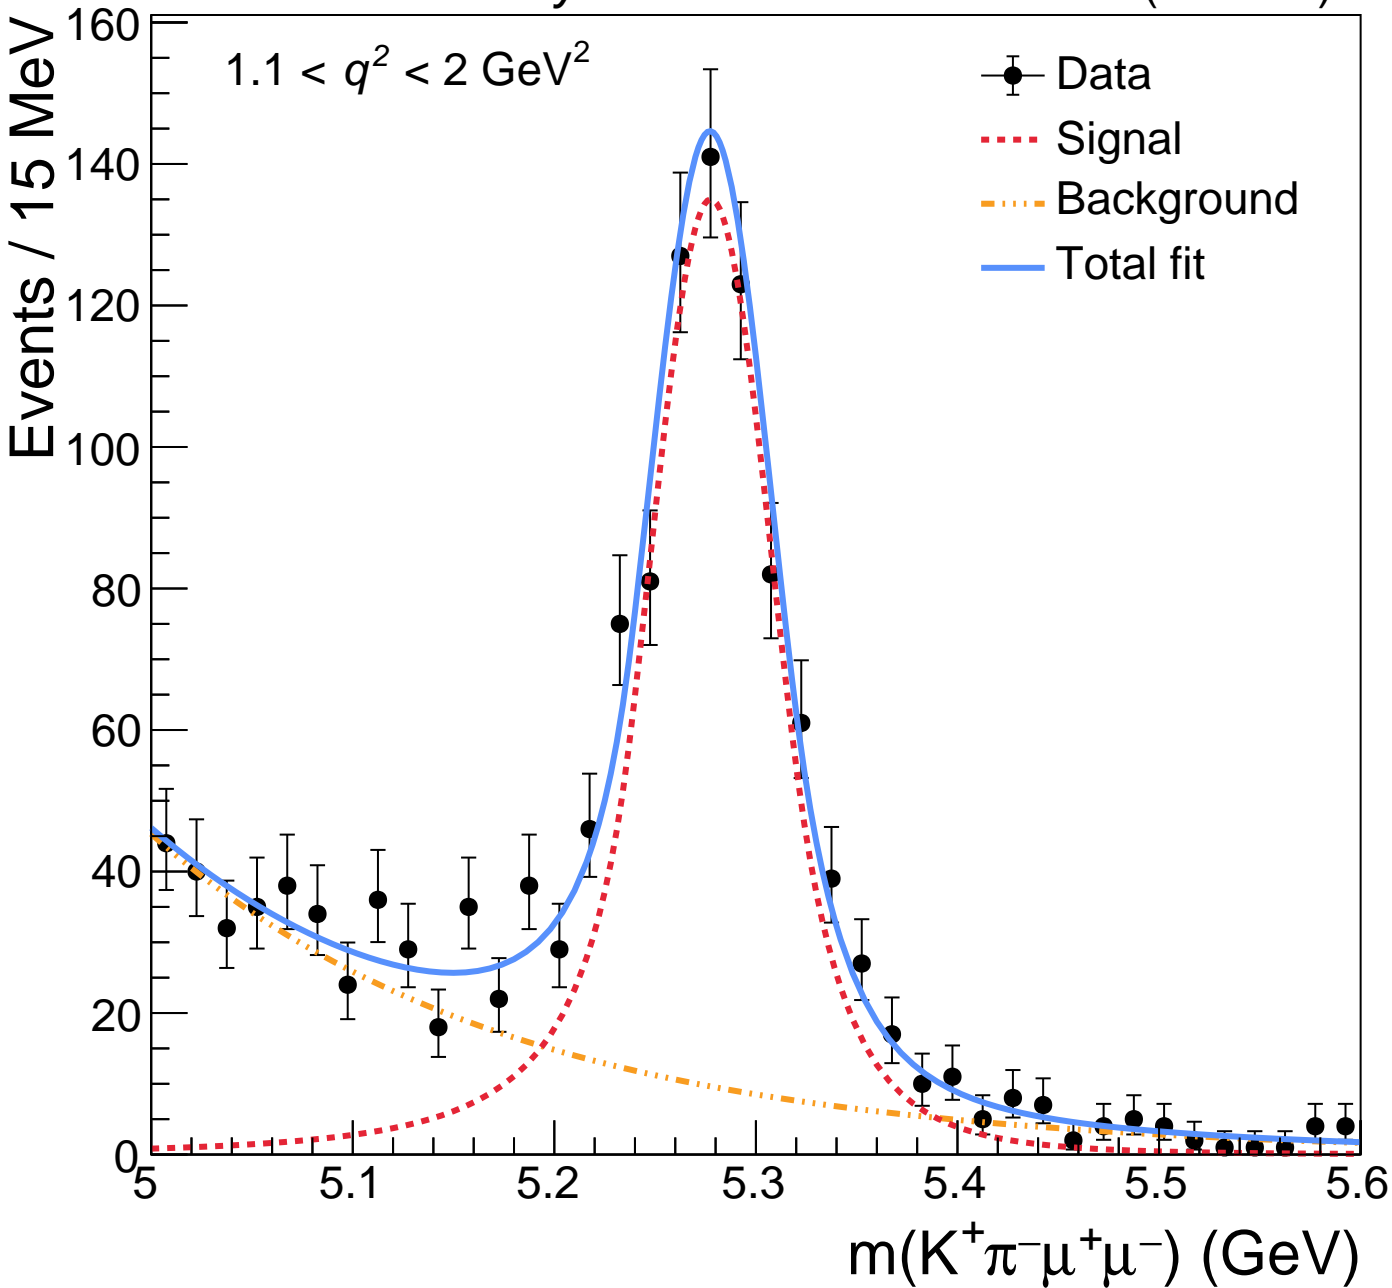 160
140
120
100
80
60
40
20
0
Events / 15 MeV
1.1 < q² < 2 GeV²
Data
Signal
Background
Total fit
5 5.1 5.2 5.3 5.4 5.5 5.6
m(K⁺π⁻μ⁺μ⁻) (GeV)